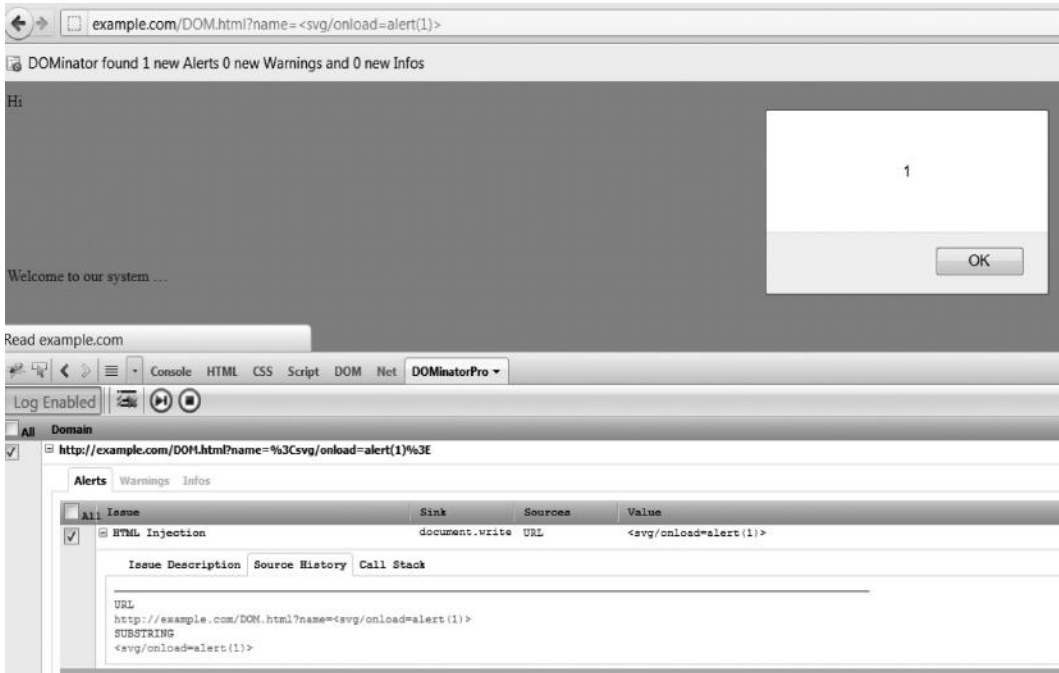 example.com/DOM.html?name=<svg/onload=alert(1)>
DOMinator found 1 new Alerts 0 new Warnings and 0 new Infos
Hi
1
OK
Welcome to our system ...
Read example.com
Console HTML CSS Script DOM Net DOMinatorPro
Log Enabled
All Domain
http://example.com/DOM.html?name=%3Csvg/onload=alert(1)%3E
Alerts Warnings Infos
All Issue Sink Sources Value
HTML Injection document.write URL <svg/onload=alert(1)>
Issue Description Source History Call Stack
URL
http://example.com/DOM.html?name=<svg/onload=alert(1)>
SUBSTRING
<svg/onload=alert(1)>